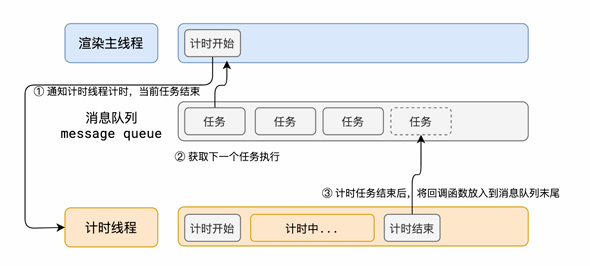 渲染主线程
计时开始
① 通知计时线程计时，当前任务结束
消息队列
message queue
任务
任务
任务
任务
② 获取下一个任务执行
③ 计时任务结束后，将回调函数放入到消息队列末尾
计时线程
计时开始
计时中...
计时结束